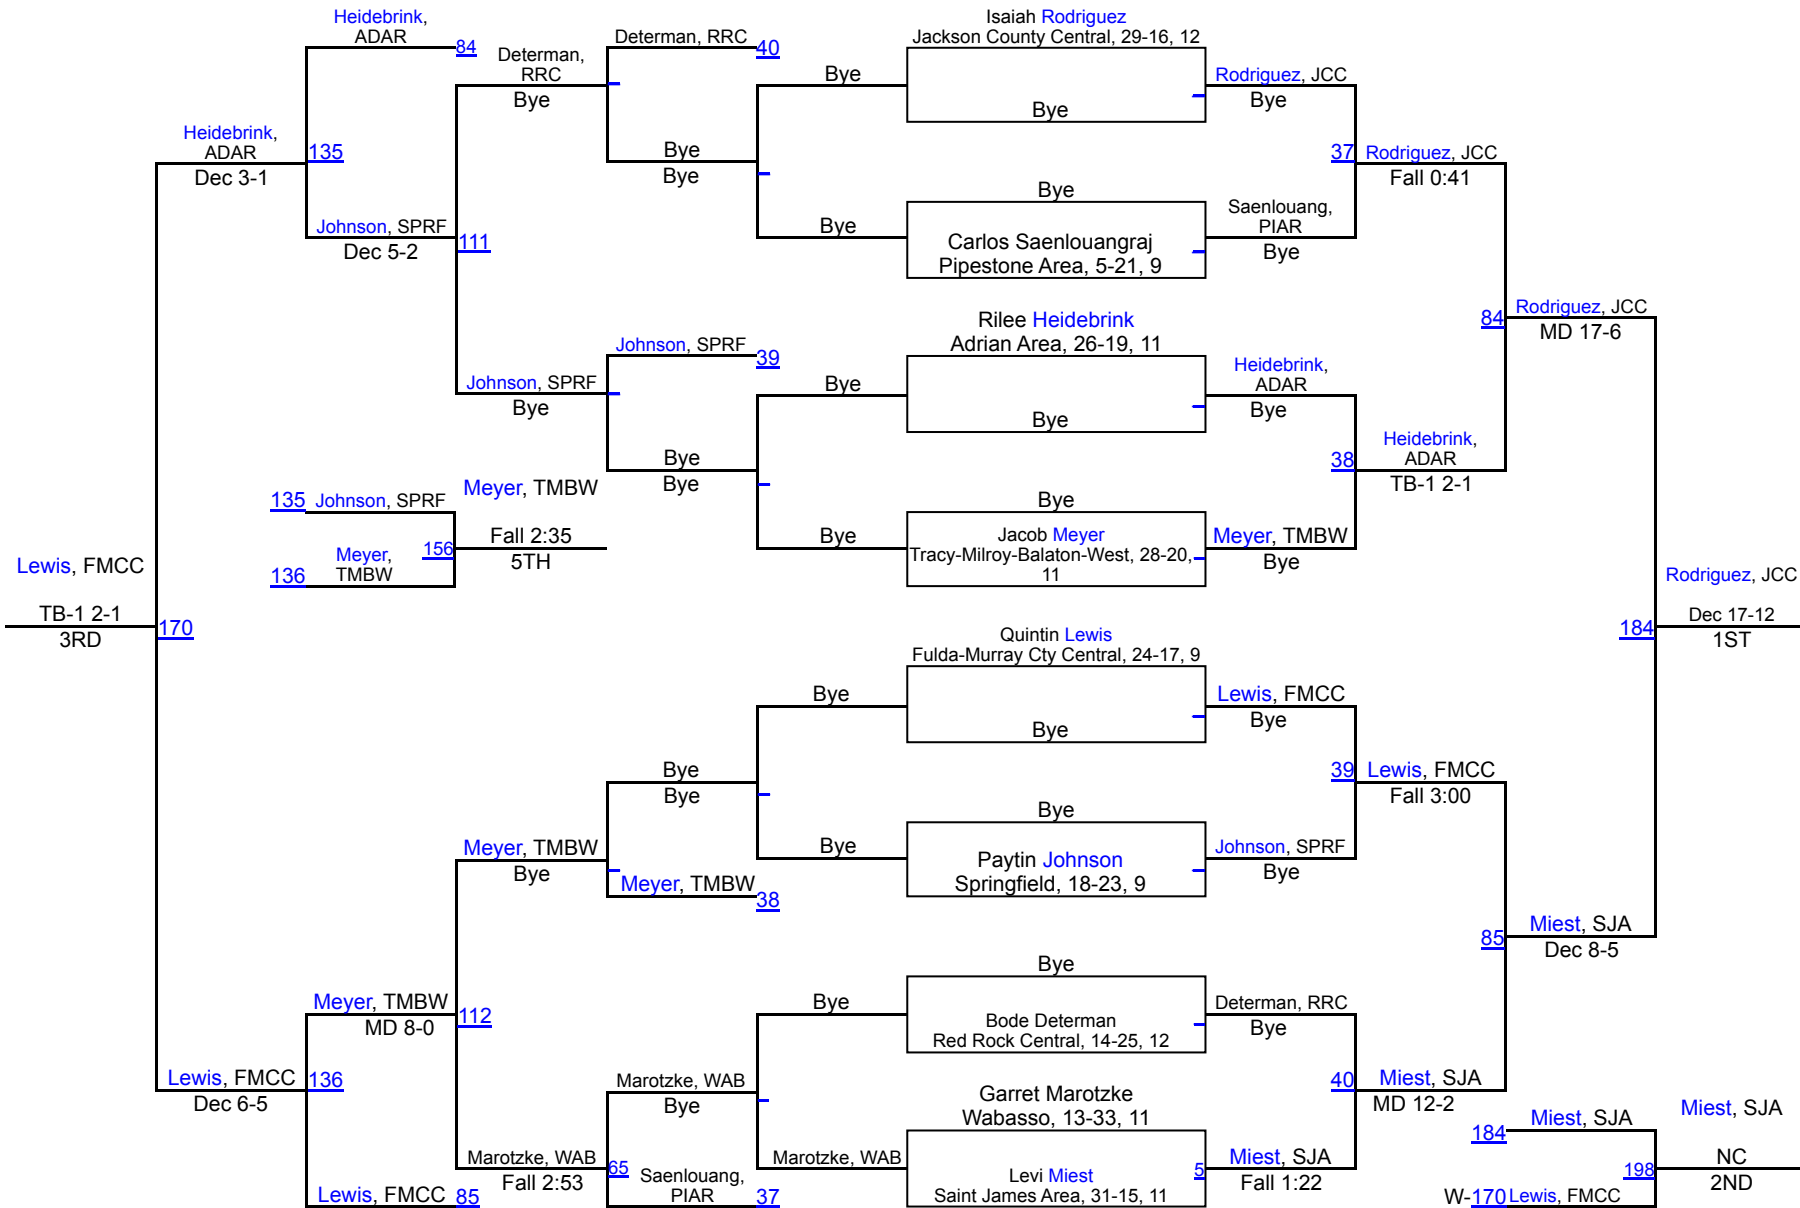 Heidebrink,
ADAR
84
Determan,
RRC
Bye
Determan, RRC
40
Bye
Isaiah Rodriguez
Jackson County Central, 29-16, 12
Bye
Rodriguez, JCC
Bye
Heidebrink,
ADAR
Dec 3-1
135
Bye
Bye
37
Rodriguez, JCC
Fall 0:41
Johnson, SPRF
Dec 5-2
111
Bye
Bye
Carlos Saenlouangraj
Pipestone Area, 5-21, 9
Saenlouang,
PIAR
Bye
84
Rodriguez, JCC
MD 17-6
Johnson, SPRF
Bye
Johnson, SPRF
39
Bye
Rilee Heidebrink
Adrian Area, 26-19, 11
Bye
Heidebrink,
ADAR
Bye
38
Heidebrink,
ADAR
TB-1 2-1
Bye
Bye
135
Johnson, SPRF
Meyer, TMBW
136
Meyer,
TMBW
156
Fall 2:35
5TH
Bye
Bye
Jacob Meyer
Tracy-Milroy-Balaton-West, 28-20,
11
Meyer, TMBW
Bye
Lewis, FMCC
TB-1 2-1
3RD
170
Rodriguez, JCC
184
Dec 17-12
1ST
Quintin Lewis
Fulda-Murray Cty Central, 24-17, 9
Bye
Bye
Lewis, FMCC
Bye
Bye
Bye
39
Lewis, FMCC
Fall 3:00
Meyer, TMBW
Bye
Meyer, TMBW
38
Bye
Bye
Paytin Johnson
Springfield, 18-23, 9
Johnson, SPRF
Bye
85
Miest, SJA
Dec 8-5
Meyer, TMBW
MD 8-0
112
Bye
Bye
Bode Determan
Red Rock Central, 14-25, 12
Determan, RRC
Bye
Lewis, FMCC
Dec 6-5
136
Marotzke, WAB
Bye
Garret Marotzke
Wabasso, 13-33, 11
40
Miest, SJA
MD 12-2
Lewis, FMCC
85
Marotzke, WAB
Fall 2:53
65
Saenlouang,
PIAR
37
Marotzke, WAB
Levi Miest
Saint James Area, 31-15, 11
5
Miest, SJA
Fall 1:22
184
Miest, SJA
Miest, SJA
W-170
Lewis, FMCC
198
NC
2ND